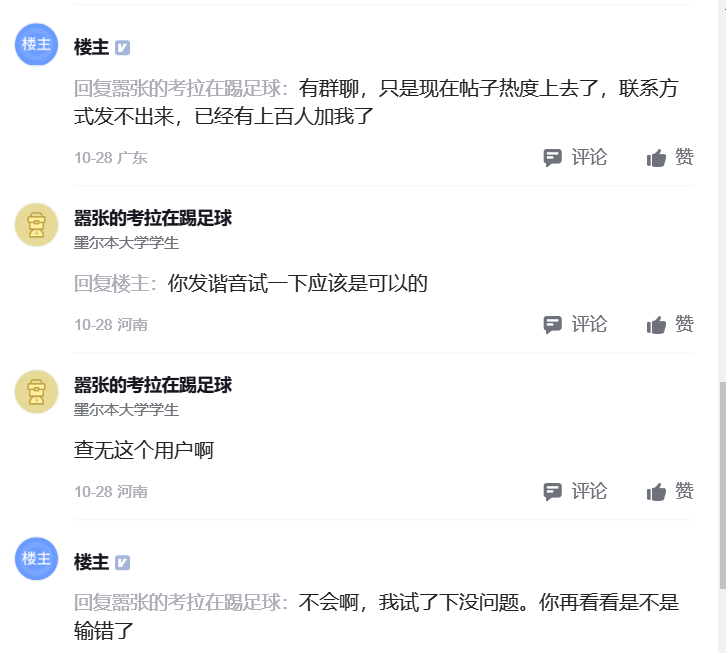 楼主
楼主 V
回复嚣张的考拉在踢足球：有群聊，只是现在帖子热度上去了，联系方
式发不出来，已经有上百人加我了
10-28 广东 评论 赞
嚣张的考拉在踢足球
墨尔本大学学生
回复楼主：你发谐音试一下应该是可以的
10-28 河南 评论 赞
嚣张的考拉在踢足球
墨尔本大学学生
查无这个用户啊
10-28 河南 评论 赞
楼主
楼主 V
回复嚣张的考拉在踢足球：不会啊，我试了下没问题。你再看看是不是
输错了